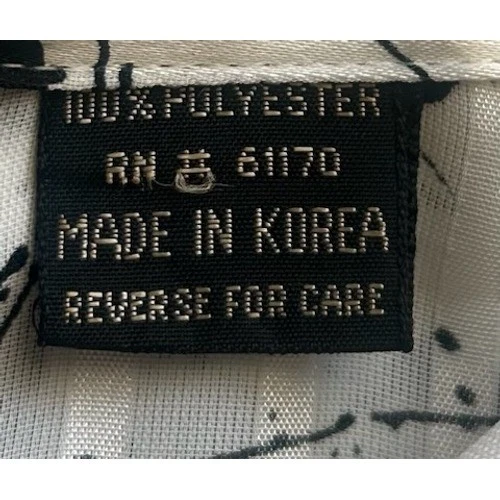 100% POLYESTER
RN # 61170
MADE IN KOREA
REVERSE FOR CARE